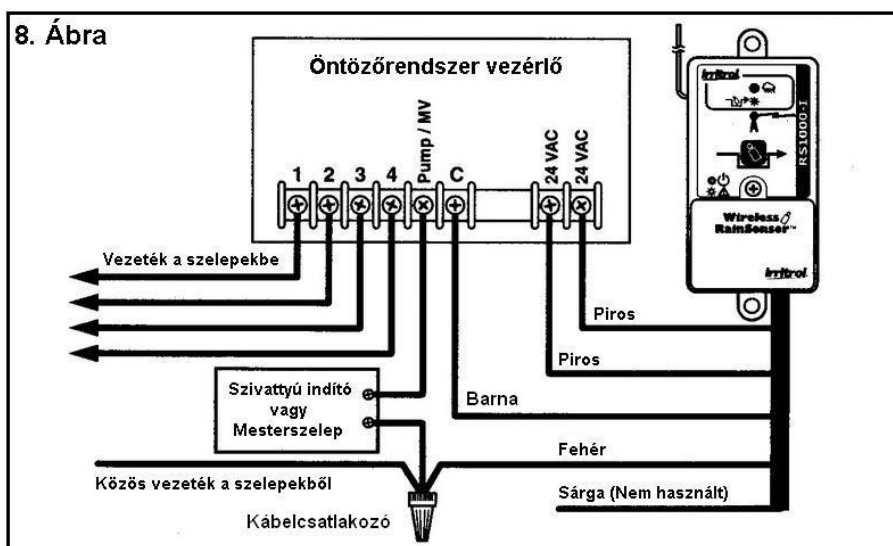 8. Ábra
Öntözőrendszer vezérlő
1
2
3
4
Pump / MV
C
24 VAC
24 VAC
Irritrol
RS1000-I
Wireless
RainSensor™
Irritrol
Vezeték a szelepekbe
Piros
Piros
Szivattyú indító
vagy
Mesterszelep
Barna
Fehér
Közös vezeték a szelepekből
Sárga (Nem használt)
Kábelcsatlakozó